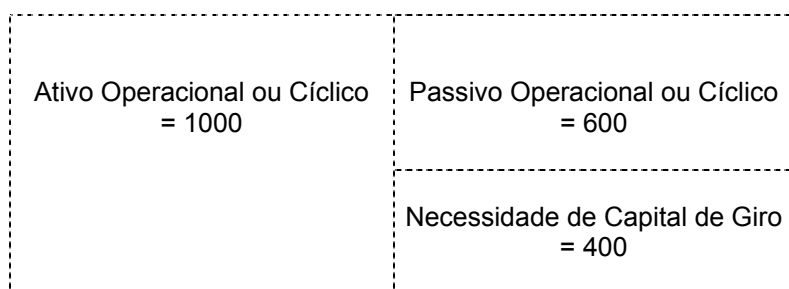 Ativo Operacional ou Cíclico
= 1000
Passivo Operacional ou Cíclico
= 600
Necessidade de Capital de Giro
= 400